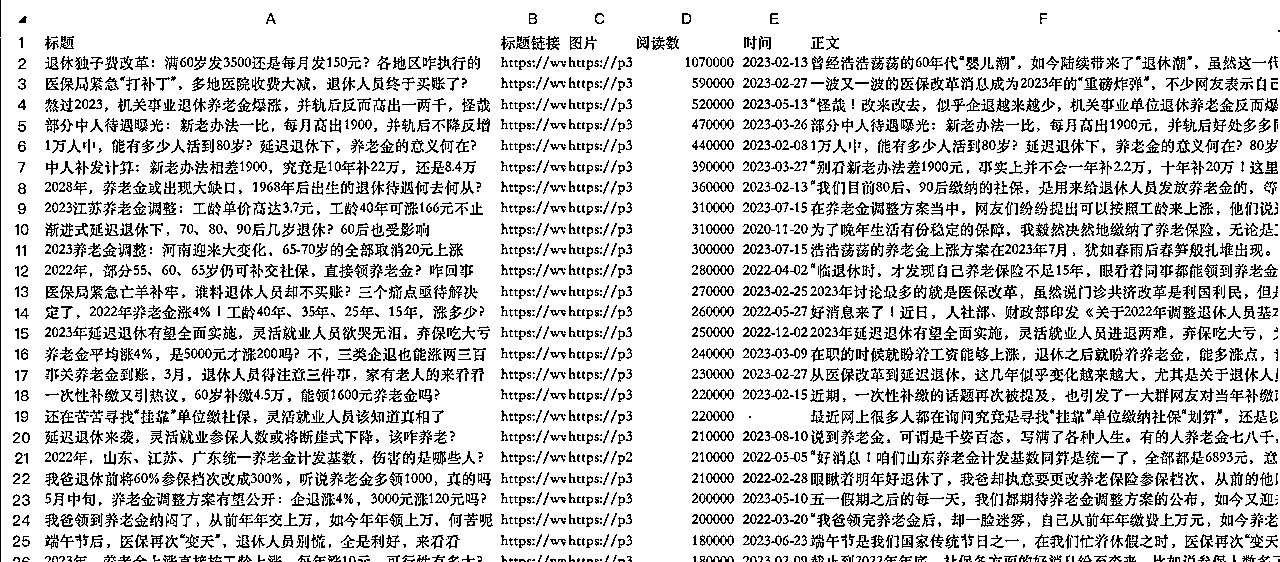 A B C D E F
1 标题 标题链接 图片 阅读数 时间 正文
2 退休独子费改革：满60岁发3500还是每月发150元？各地区咋执行的 https://wv https://p3 1070000 2023-02-13 曾经浩浩荡荡的60年代“婴儿潮”，如今陆续带来了“退休潮”，虽然这一代
3 医保局紧急“打补丁”，多地医院收费大减，退休人员终于买账了？ https://wv https://p3 590000 2023-02-27 一波又一波的医保改革消息成为2023年的“重磅炸弹”，不少网友表示自己
4 熬过2023，机关事业退休养老金爆涨，并轨后反而高出一两千，怪哉 https://wv https://p3 520000 2023-05-13 “怪哉！改来改去，似乎企退越来越少，机关事业单位退休养老金反而爆
5 部分中人待遇曝光：新老办法一比，每月高出1900，并轨后不降反增 https://wv https://p3 470000 2023-03-26 部分中人待遇曝光：新老办法一比，每月高出1900元，并轨后好处多多
6 1万人中，能有多少人活到80岁？延迟退休下，养老金的意义何在？ https://wv https://p3 440000 2023-02-08 1万人中，能有多少人活到80岁？延迟退休下，养老金的意义何在？80岁
7 中人补发计算：新老办法相差1900，究竟是10年补22万，还是8.4万 https://wv https://p3 390000 2023-03-27 “别看新老办法差1900元，事实上并不会一年补2.2万，十年补20万！这里
8 2028年，养老金或出现大缺口，1968年后出生的退休待遇何去何从？ https://wv https://p3 360000 2023-02-13 “我们目前80后、90后缴纳的社保，是用来给退休人员发放养老金的，等
9 2023江苏养老金调整：工龄单价高达3.7元，工龄40年可涨166元不止 https://wv https://p3 310000 2023-07-15 在养老金调整方案当中，网友们纷纷提出可以按照工龄来上涨，他们说道
10 渐进式延迟退休下，70、80、90后几岁退休？60后也受影响 https://wv https://p3 310000 2020-11-20 为了晚年生活有份稳定的保障，我毅然决然地缴纳了养老保险，无论是工
11 2023养老金调整：河南迎来大变化，65-70岁的全部取消20元上涨 https://wv https://p3 300000 2023-07-15 浩浩荡荡的养老金上涨方案在2023年7月，犹如春雨后春笋般扎堆出现。
12 2022年，部分55、60、65岁仍可补交社保，直接领养老金？咋回事 https://wv https://p3 280000 2022-04-02 “临退休时，才发现自己养老保险不足15年，眼看着同事都能领到养老金
13 医保局紧急亡羊补牢，谁料退休人员却不买账？三个痛点亟待解决 https://wv https://p3 270000 2023-02-25 2023年讨论最多的就是医保改革，虽然说门诊共济改革是利国利民，但是
14 定了，2022年养老金涨4%！工龄40年、35年、25年、15年，涨多少？ https://wv https://p3 260000 2022-05-27 好消息来了！近日，人社部、财政部印发《关于2022年调整退休人员基本
15 2023年延迟退休有望全面实施，灵活就业人员欲哭无泪，弃保吃大亏 https://wv https://p3 250000 2022-12-02 2023年延迟退休有望全面实施，灵活就业人员进退两难，弃保吃大亏，
16 养老金平均涨4%，是5000元才涨200吗？不，三类企退也能涨两三百 https://wv https://p3 240000 2023-03-09 在职的时候就盼着工资能够上涨，退休之后就盼着养老金，能多涨点，
17 事关养老金到账，3月，退休人员得注意三件事，家有老人的来看看 https://wv https://p3 230000 2023-02-27 从医保改革到延迟退休，这几年似乎变化越来越大，尤其是关于退休人员
18 一次性补缴又引热议，60岁补缴4.5万，能领1600元养老金吗？ https://wv https://p3 220000 2023-02-15 近期，一次性补缴的话题再次被提及，也引发了一大群网友对当年补缴政
19 还在苦苦寻找“挂靠”单位缴社保，灵活就业人员该知道真相了 https://wv https://p3 220000 最近网上很多人都在询问究竟是寻找“挂靠”单位缴纳社保“划算”，还是以
20 延迟退休来袭，灵活就业参保人数或将断崖式下降，该咋养老？ https://wv https://p3 210000 2023-08-10 说到养老金，可谓是千姿百态，写满了各种人生。有的人养老金七八千，
21 2022年，山东、江苏、广东统一养老金计发基数，伤害的是哪些人？ https://wv https://p2 210000 2022-05-05 “好消息！咱们山东养老金计发基数同算是统一了，全部都是6893元，意
22 我爸退休前将60%参保档次改成300%，听说养老金多领1000，真的吗 https://wv https://p3 210000 2022-02-28 眼瞅着明年好退休了，我爸却执意要更改养老保险参保档次，从前的他以
23 5月中旬，养老金调整方案有望公开：企退涨4%，3000元涨120元吗？ https://wv https://p3 200000 2023-05-10 五一假期之后的每一天，我们都期待养老金调整方案的公布，如今又迎
24 我爸领到养老金纳闷了，从前年年交上万，如今年年领上万，何苦呢 https://wv https://p3 200000 2022-03-20 “我爸领完养老金后，却一脸迷雾，自己从前年年缴费上万元，如今养老
25 端午节后，医保再次“变天”，退休人员别慌，全是利好，来看看 https://wv https://p3 180000 2023-06-23 端午节是我们国家传统节日之一，在我们忙着休假之时，医保再次“变天